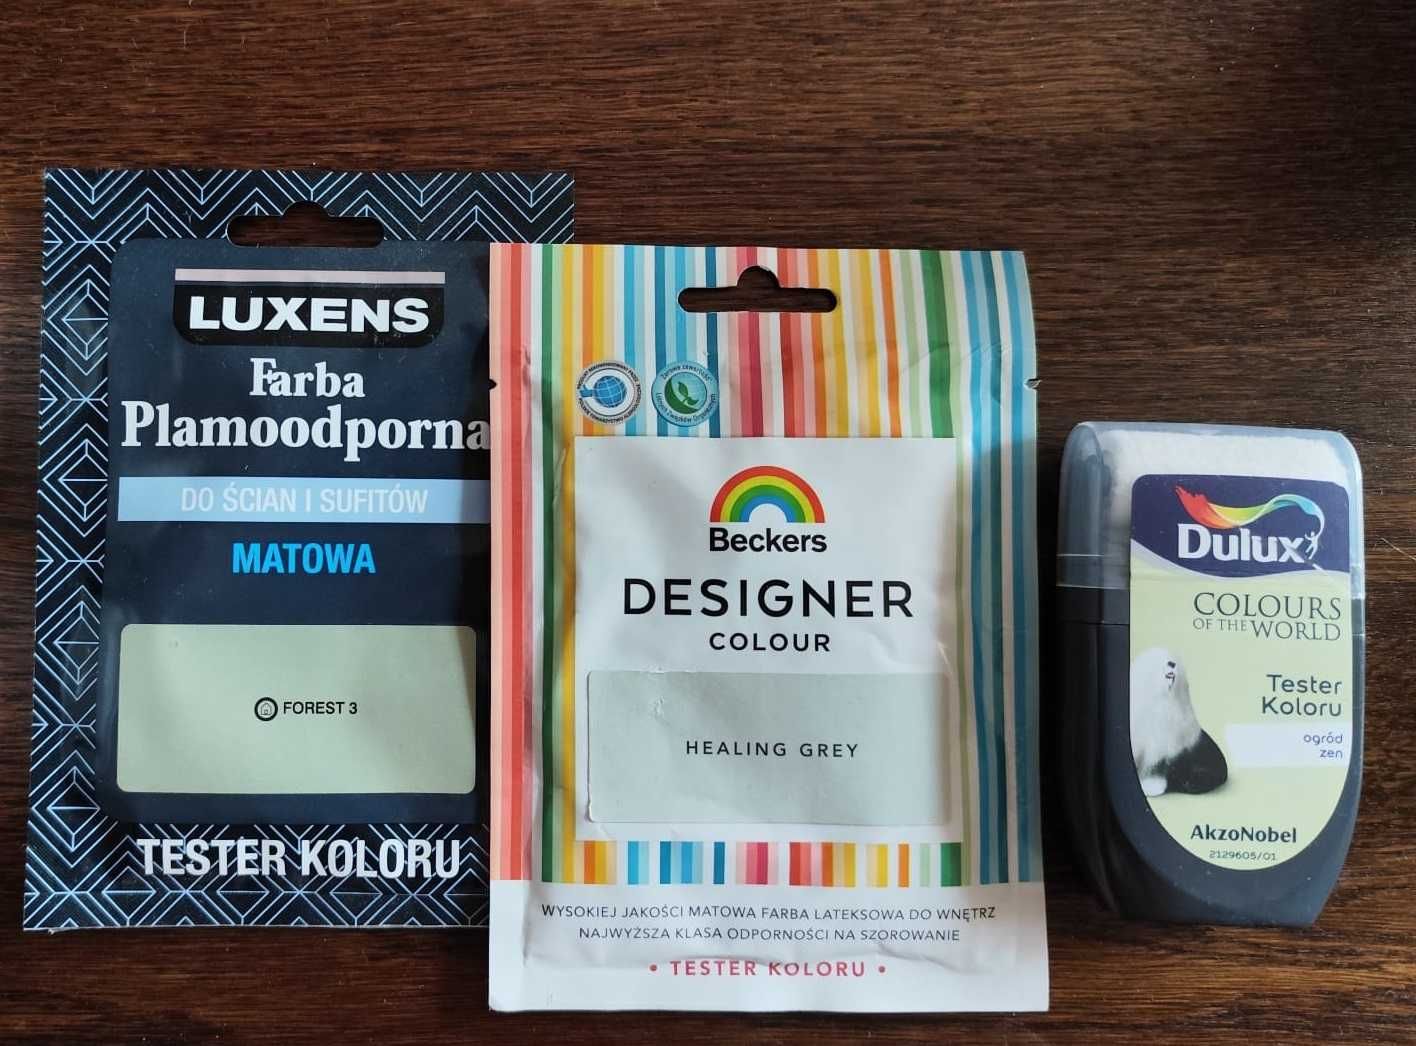 LUXENS
Farba
Plamoodporna
DO ŚCIAN I SUFITÓW
MATOWA
FOREST 3
TESTER KOLORU
Beckers
DESIGNER
COLOUR
HEALING GREY
WYSOKIEJ JAKOŚCI MATOWA FARBA LATEKSOWA DO WNĘTRZ
NAJWYŻSZA KLASA ODPORNOŚCI NA SZOROWANIE
• TESTER KOLORU •
Dulux
COLOURS
OF THE WORLD
Tester
Koloru
ogród
zen
AkzoNobel
2129605/01